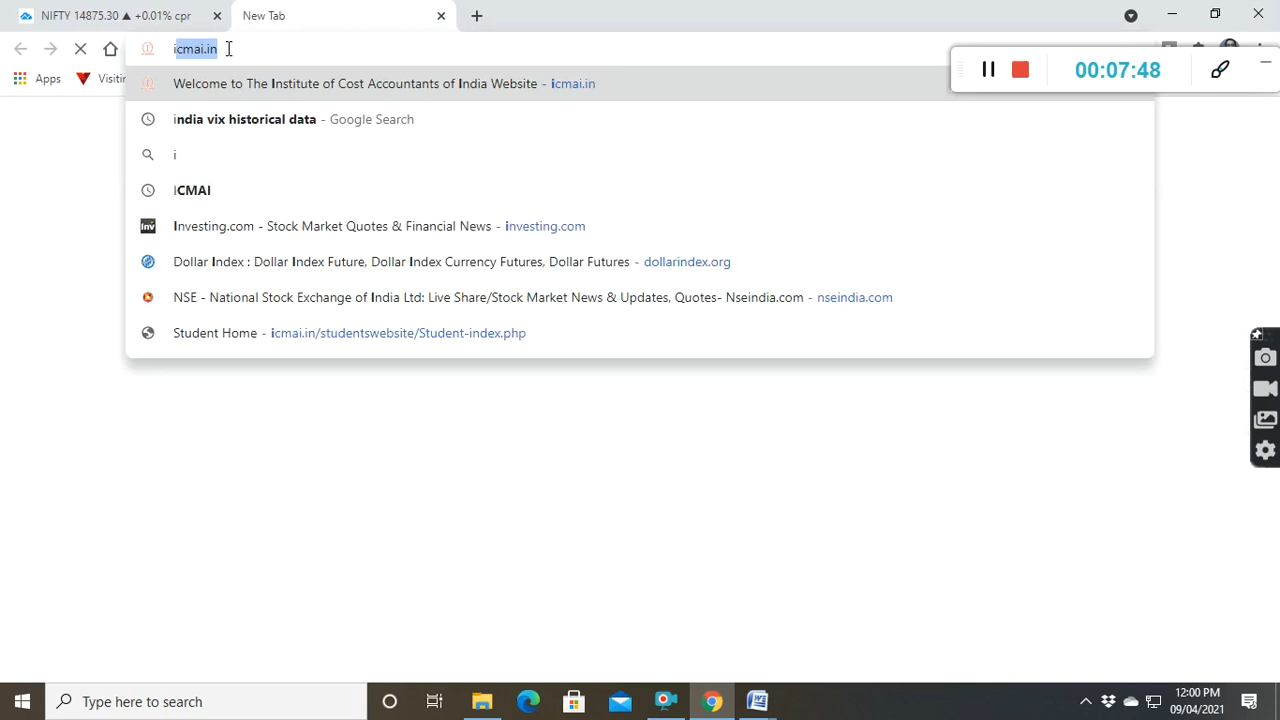 NIFTY 14875.30 ▲ +0.01% cpr
New Tab
icmai.in
Apps
Visitir
00:07:48
Welcome to The Institute of Cost Accountants of India Website - icmai.in
india vix historical data - Google Search
i
ICMAI
Investing.com - Stock Market Quotes & Financial News - investing.com
Dollar Index : Dollar Index Future, Dollar Index Currency Futures, Dollar Futures - dollarindex.org
NSE - National Stock Exchange of India Ltd: Live Share/Stock Market News & Updates, Quotes- Nseindia.com - nseindia.com
Student Home - icmai.in/studentswebsite/Student-index.php
Type here to search
12:00 PM
09/04/2021